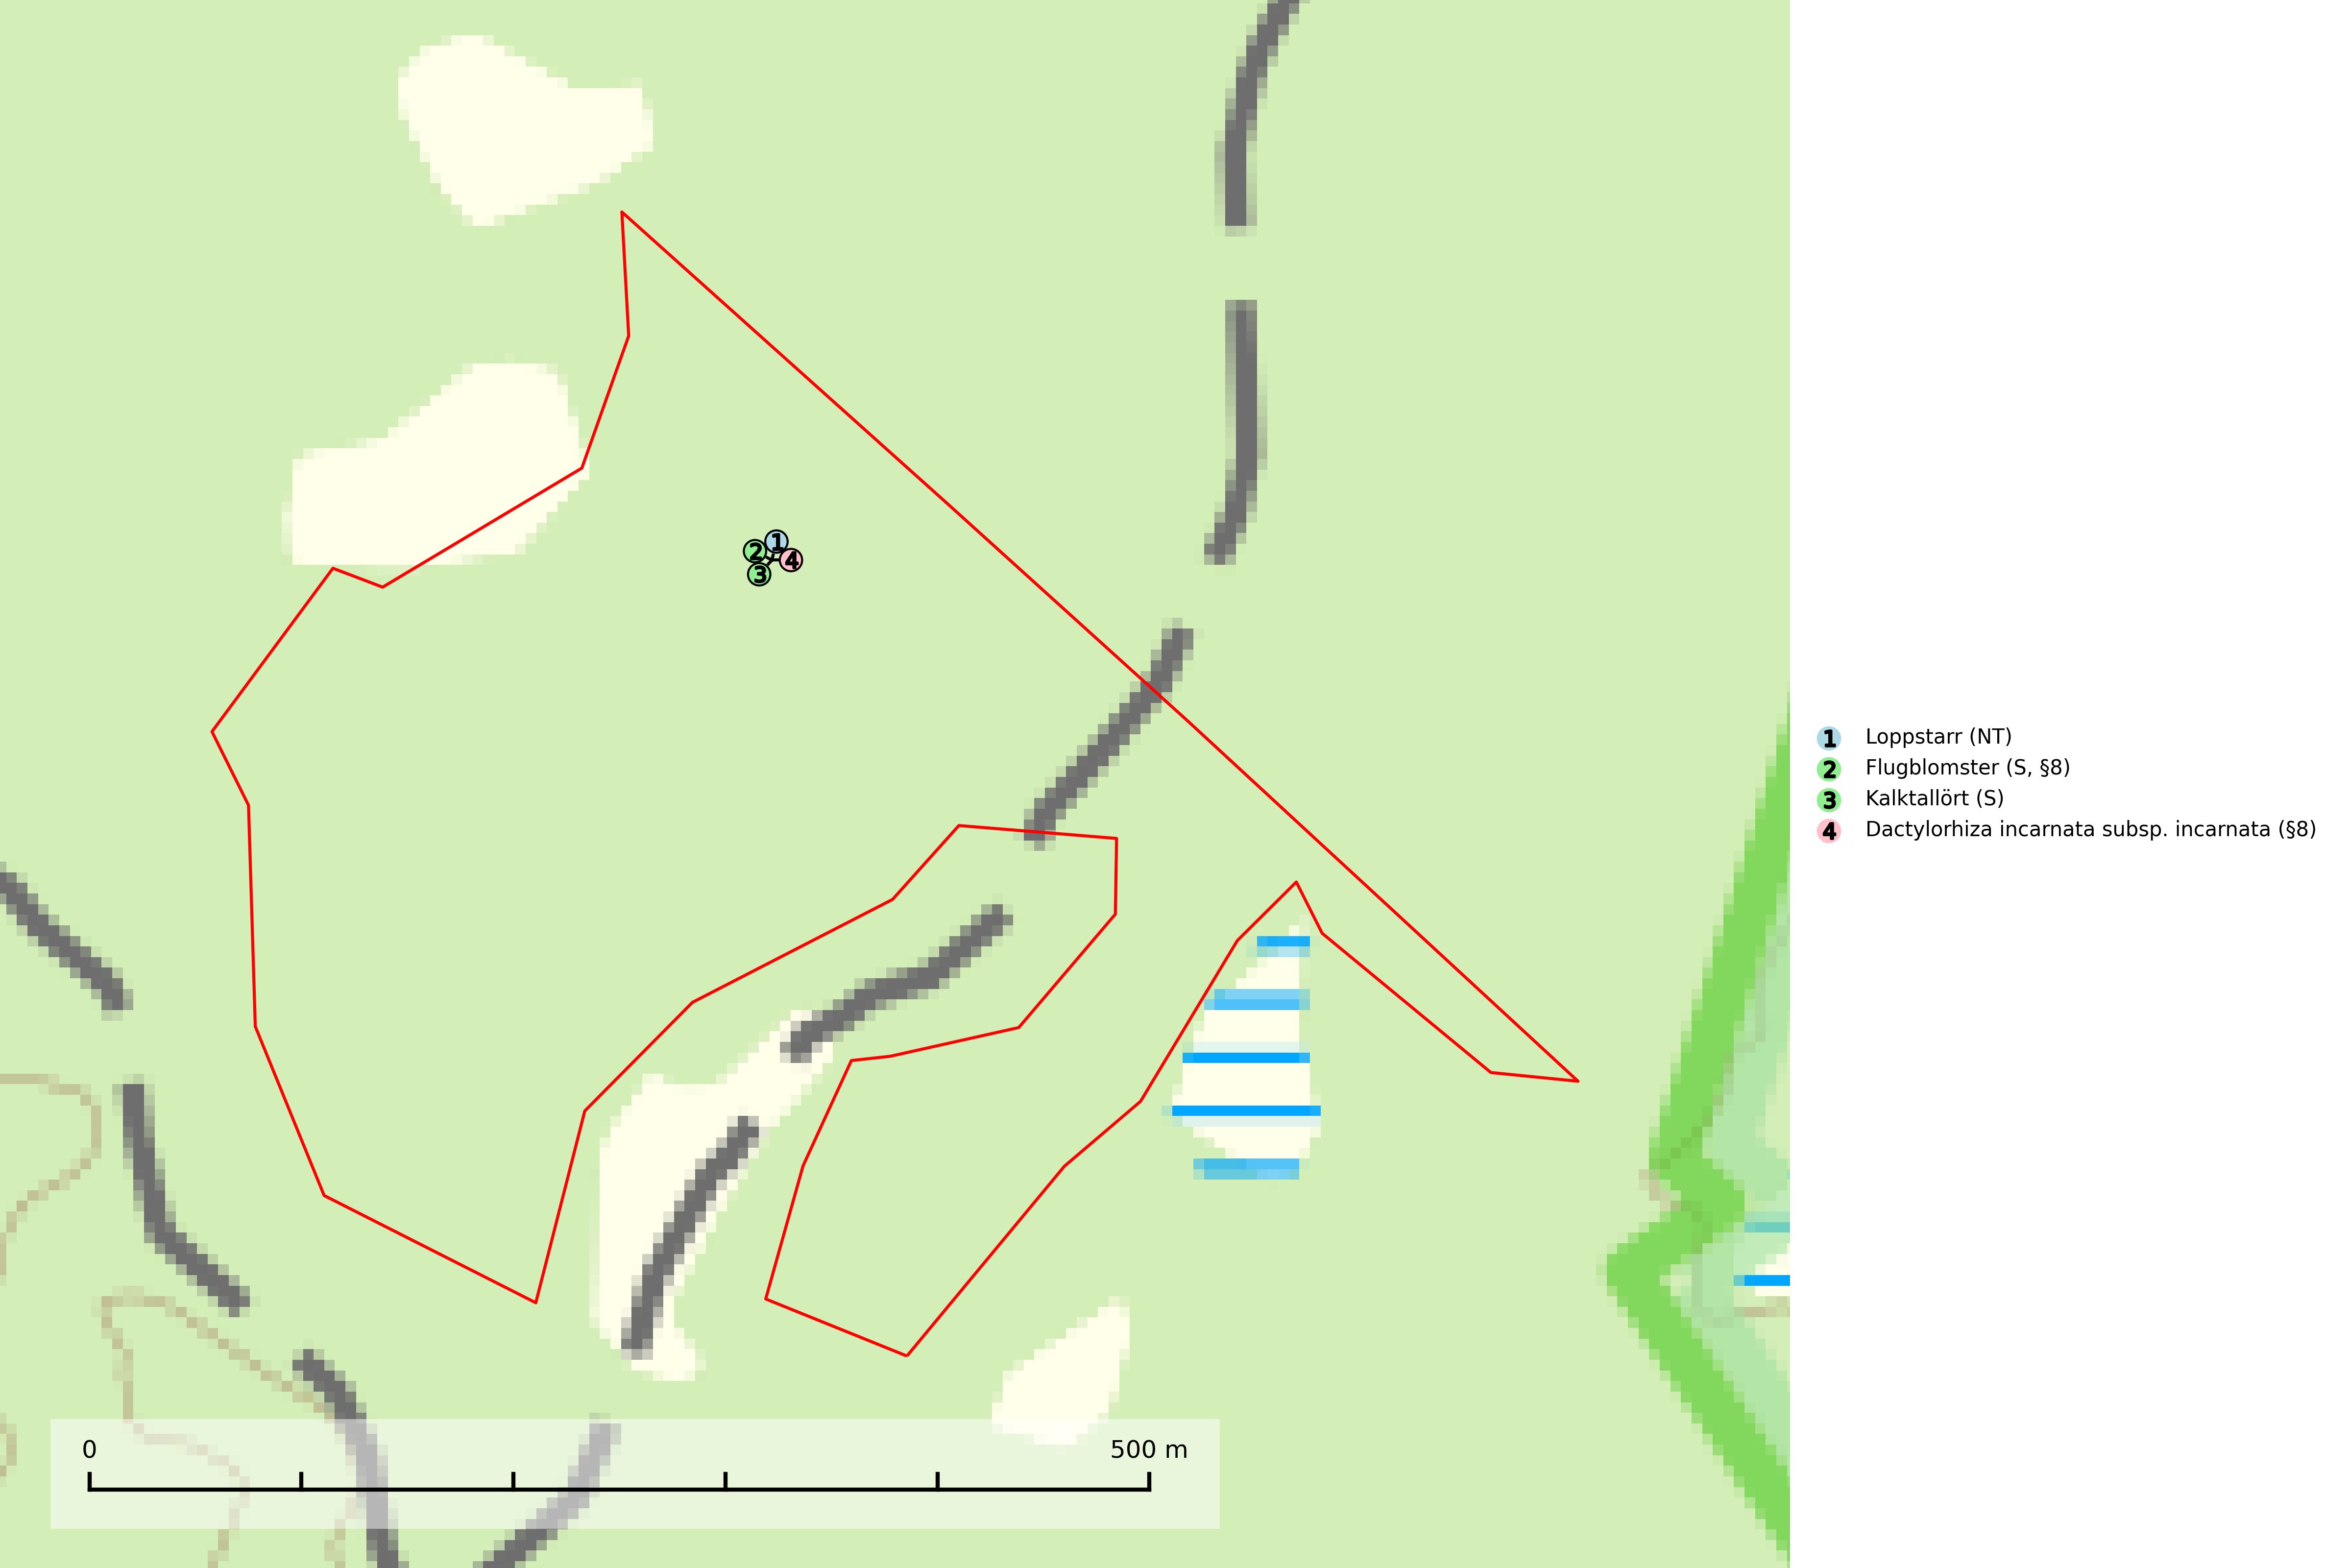 1
2
4
3
1 Loppstarr (NT)
2 Flugblomster (S, §8)
3 Kalktallört (S)
4 Dactylorhiza incarnata subsp. incarnata (§8)
0 500 m